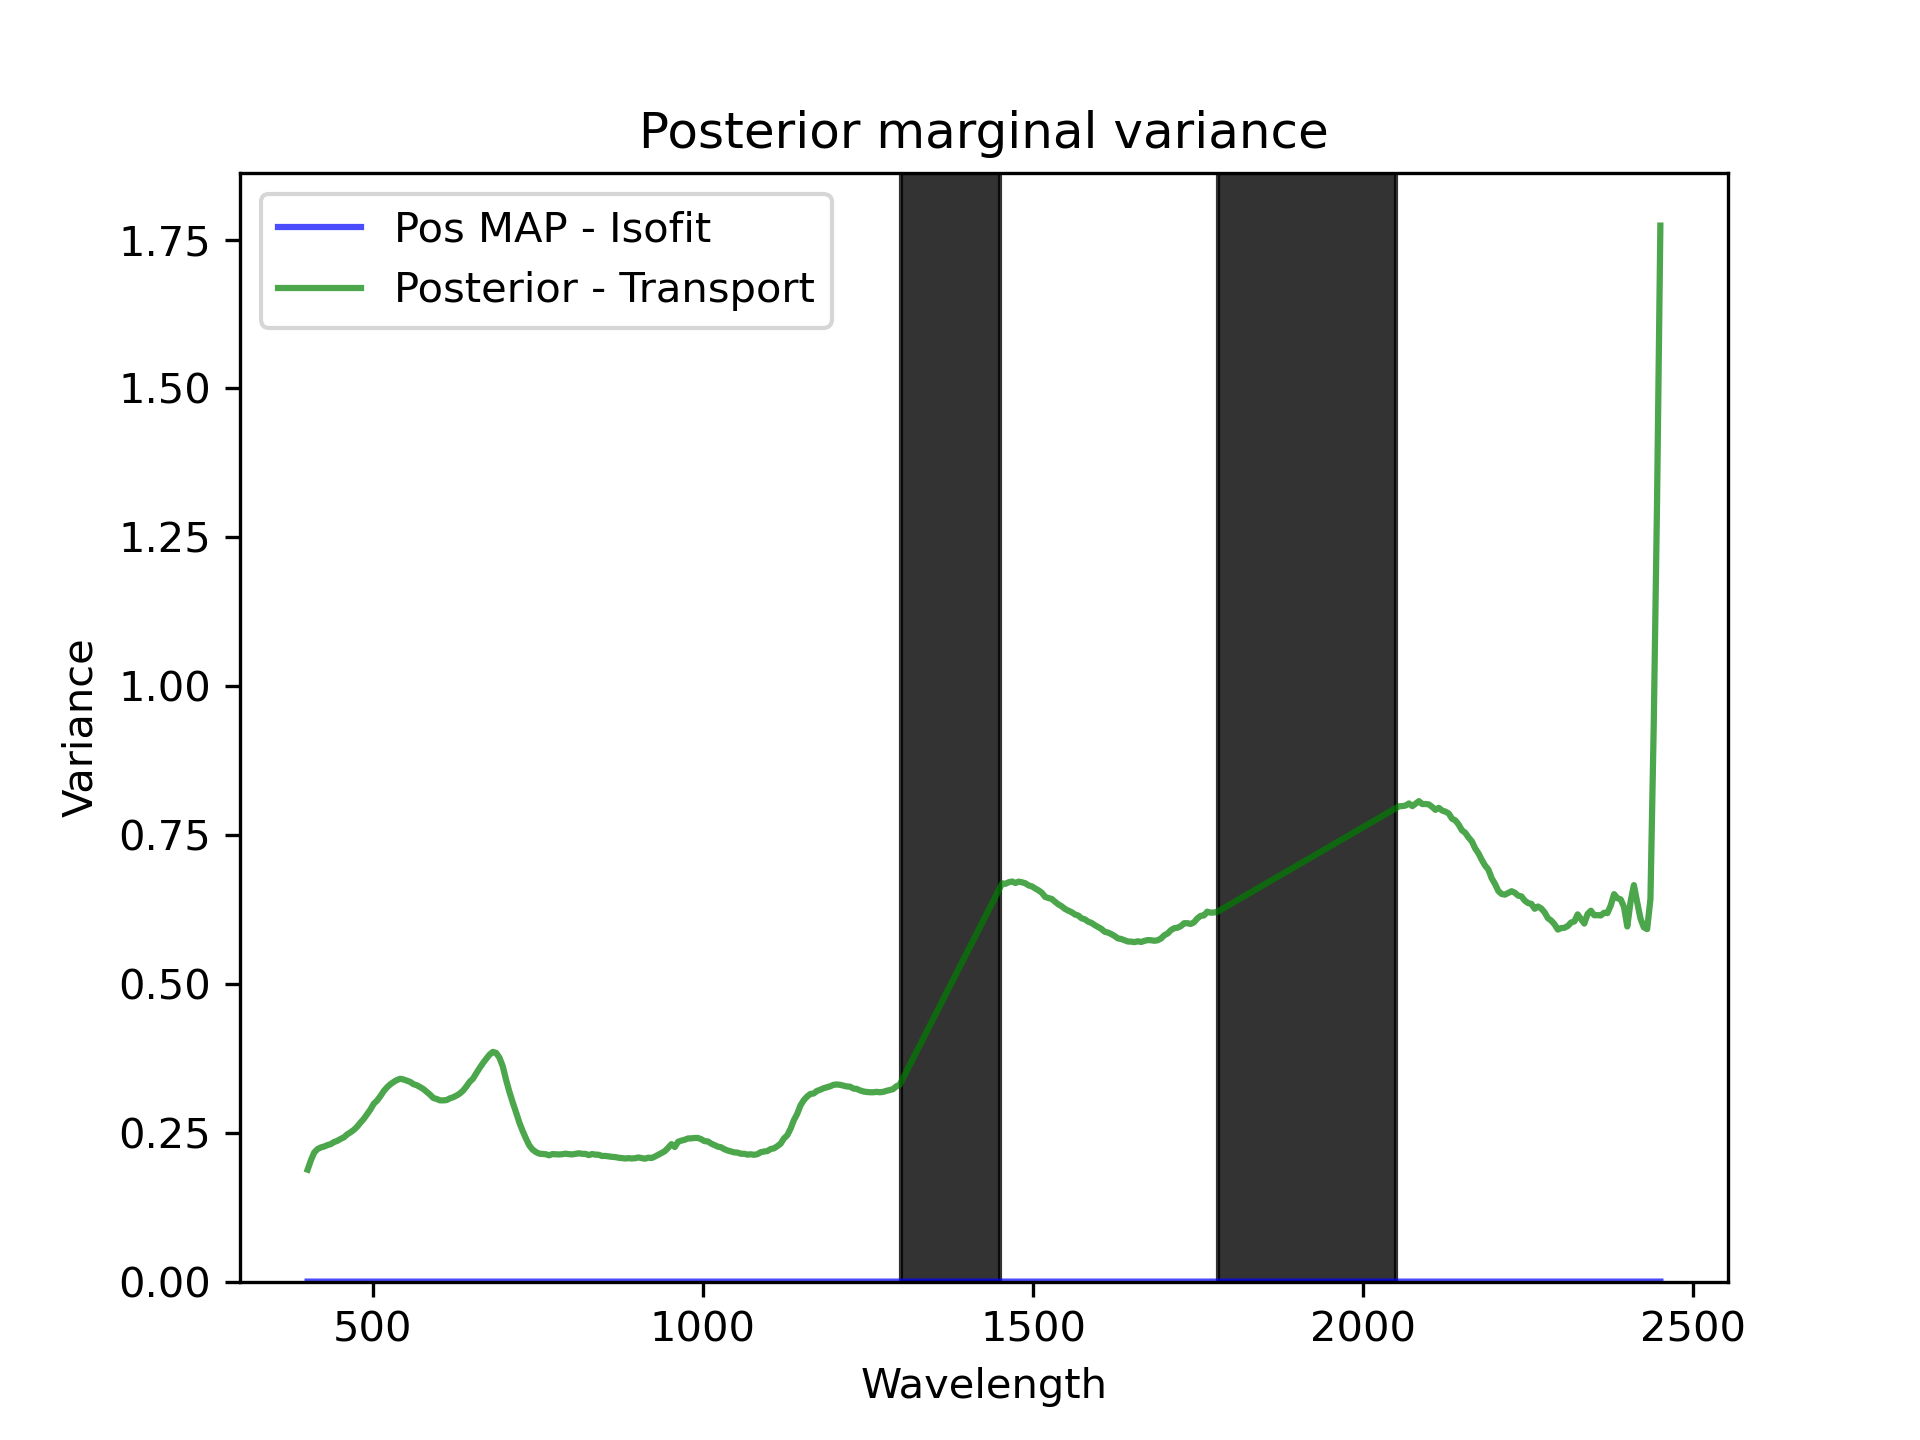 Posterior marginal variance
Pos MAP - Isofit
Posterior - Transport
1.75
1.50
1.25
1.00
0.75
0.50
0.25
0.00
Variance
500 1000 1500 2000 2500
Wavelength